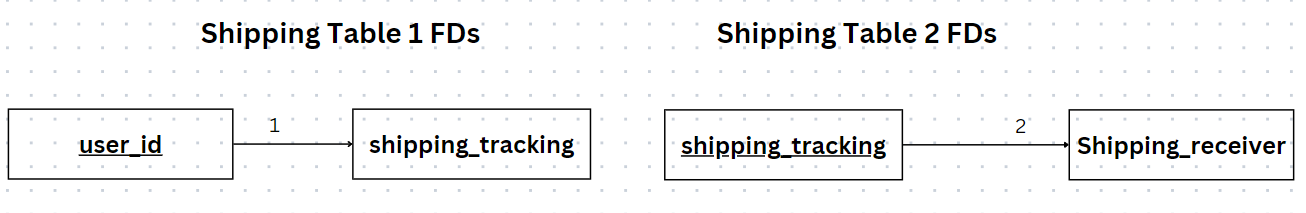 Shipping Table 1 FDs
user_id
1
shipping_tracking
Shipping Table 2 FDs
shipping_tracking
2
Shipping_receiver